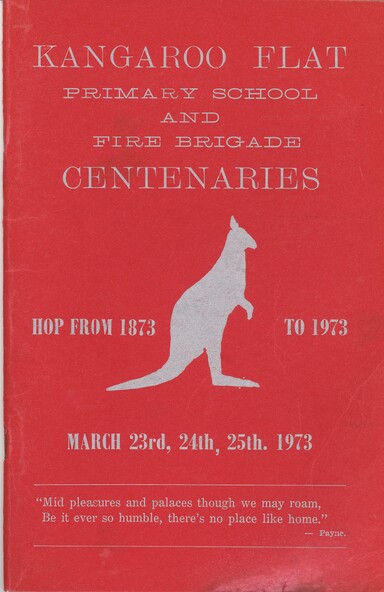 KANGAROO FLAT
PRIMARY SCHOOL
AND
FIRE BRIGADE
CENTENARIES
HOP FROM 1873 TO 1973
MARCH 23rd, 24th, 25th. 1973
"Mid pleasures and palaces though we may roam,
Be it ever so humble, there's no place like home."
— Payne.